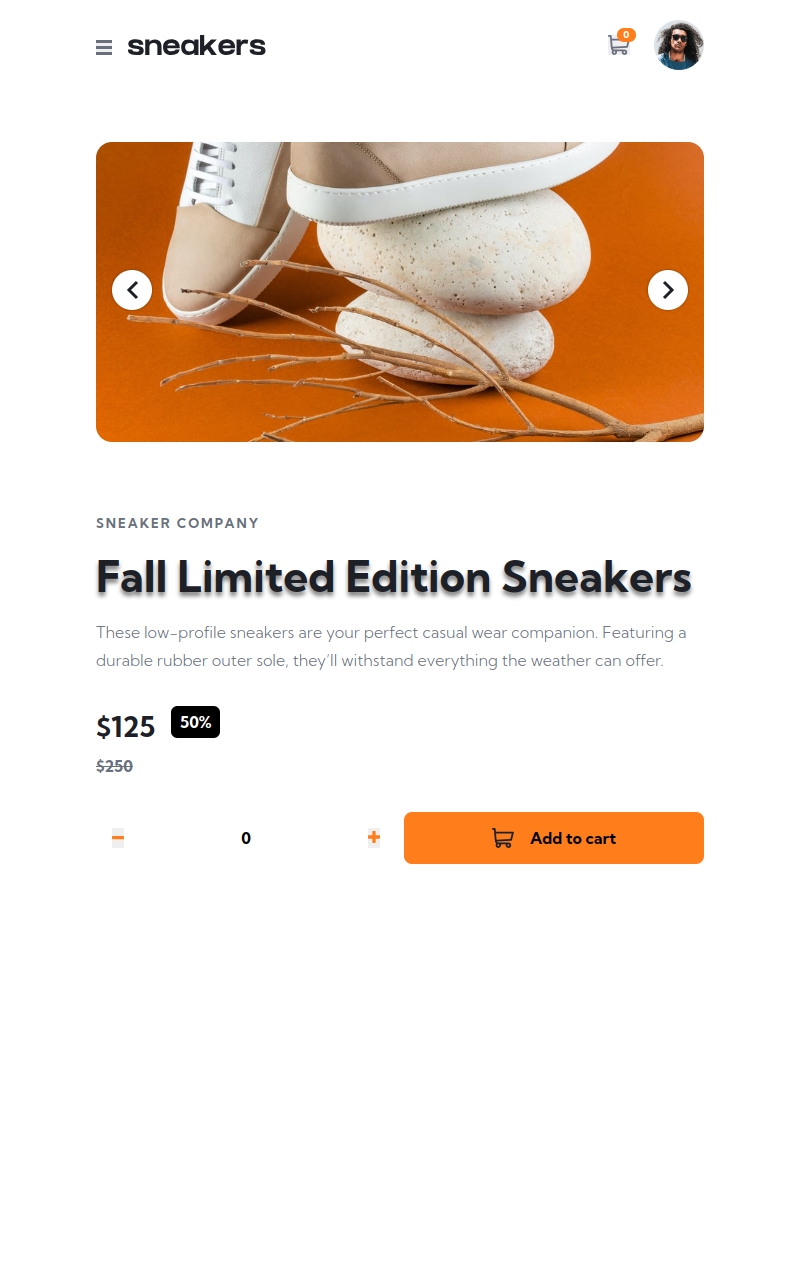 sneakers
0
SNEAKER COMPANY
Fall Limited Edition Sneakers
These low-profile sneakers are your perfect casual wear companion. Featuring a
durable rubber outer sole, they’ll withstand everything the weather can offer.
$125 50%
$250
0
Add to cart